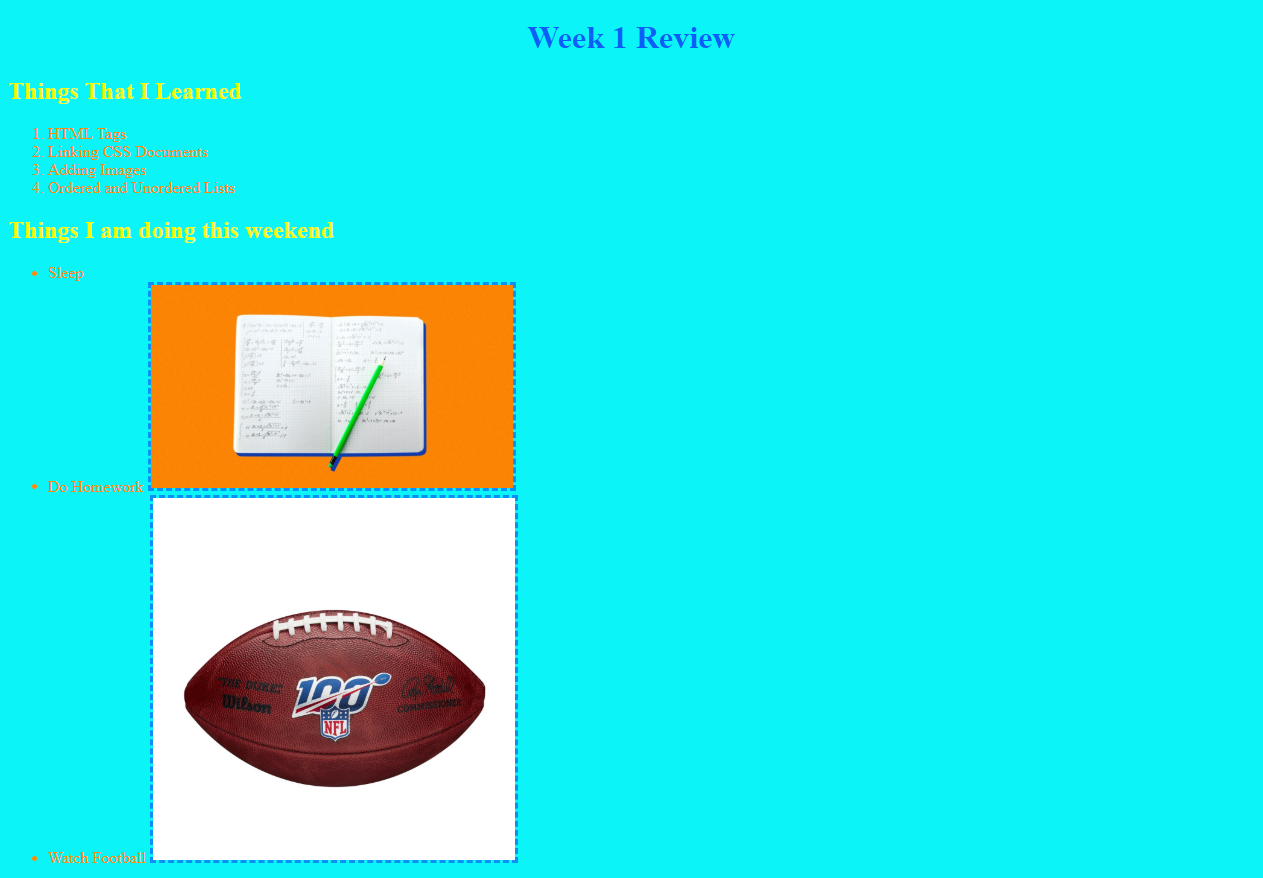 Week 1 Review
Things That I Learned
1. HTML Tags
2. Linking CSS Documents
3. Adding Images
4. Ordered and Unordered Lists
Things I am doing this weekend
• Sleep
• Do Homework
"THE DUKE"
Wilson
100
NFL
COMMISSIONER
• Watch Football